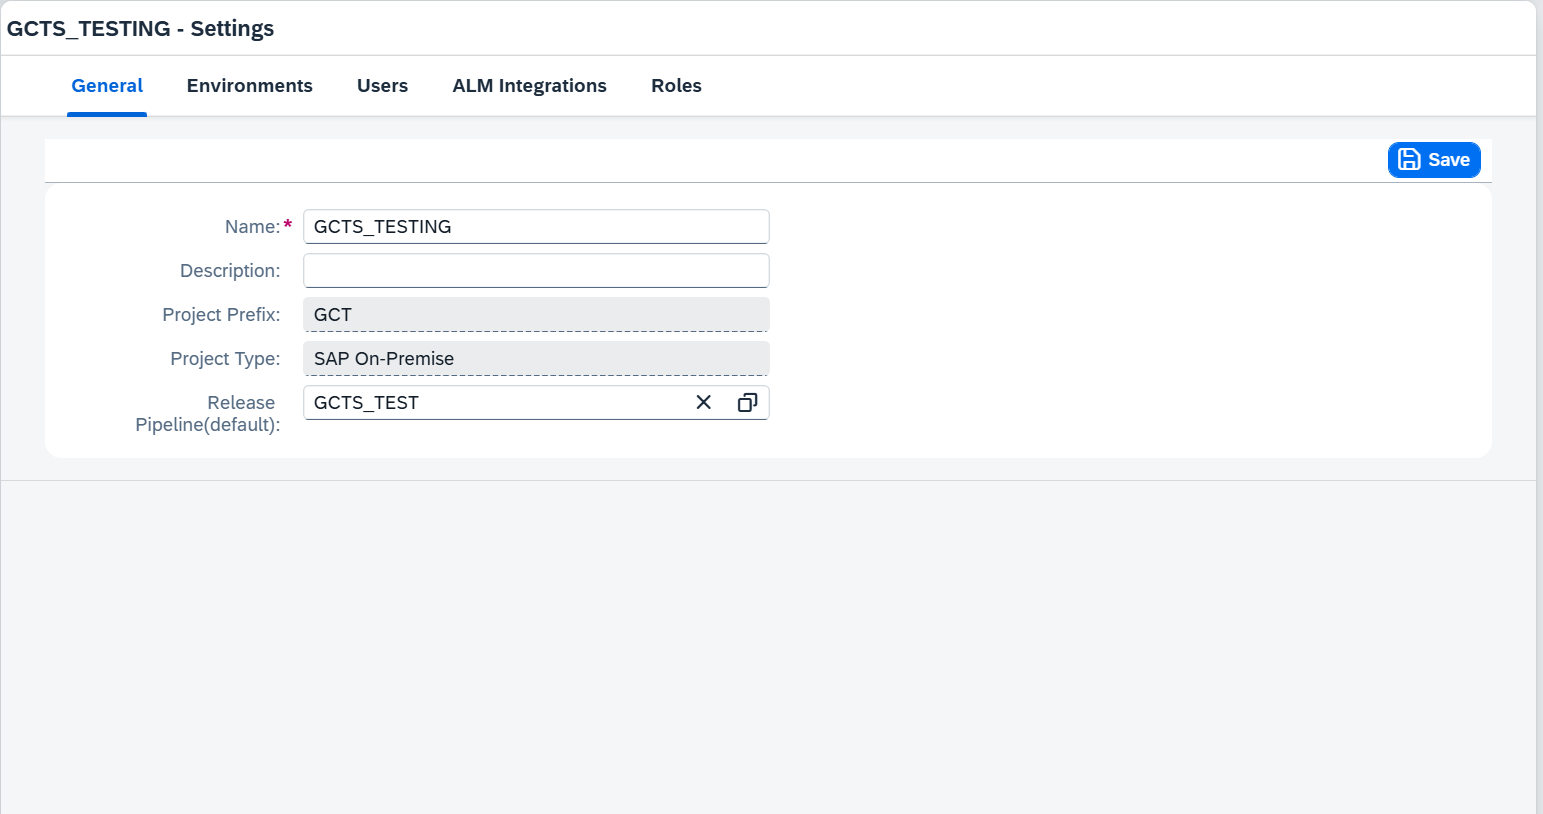 GCTS_TESTING - Settings
General Environments Users ALM Integrations Roles
Save
Name:* GCTS_TESTING
Description:
Project Prefix: GCT
Project Type: SAP On-Premise
Release Pipeline(default): GCTS_TEST